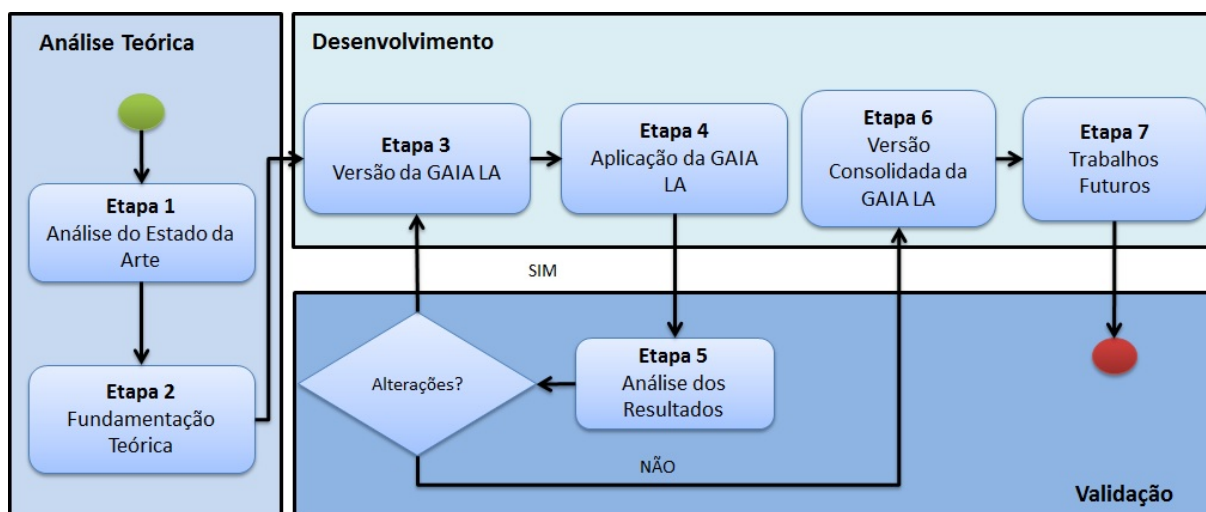 Análise Teórica
Etapa 1
Análise do Estado da
Arte
Etapa 2
Fundamentação
Teórica
Desenvolvimento
Etapa 3
Versão da GAIA LA
Etapa 4
Aplicação da GAIA
LA
Etapa 6
Versão
Consolidada da
GAIA LA
Etapa 7
Trabalhos
Futuros
SIM
Alterações?
Etapa 5
Análise dos
Resultados
NÃO
Validação